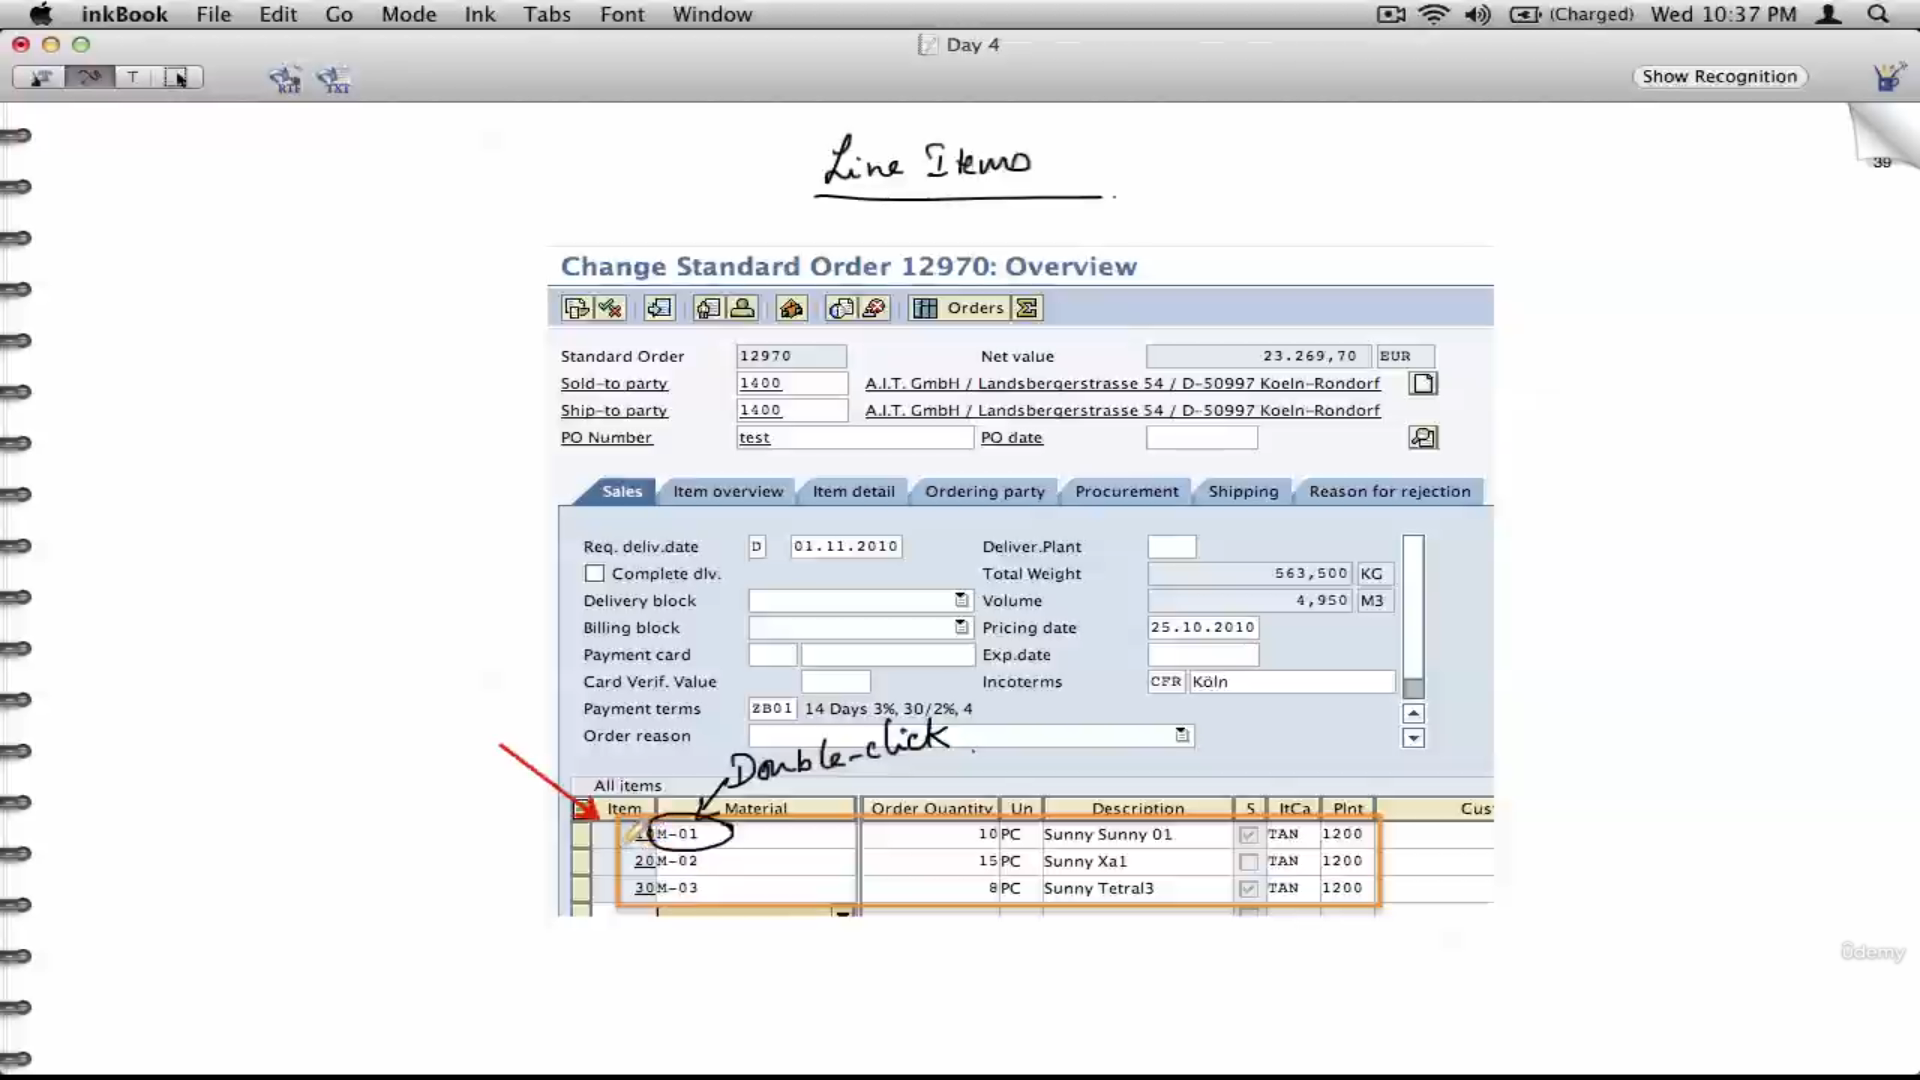 inkBook File Edit Go Mode Ink Tabs Font Window (Charged) Wed 10:37 PM
Day 4
T RTF TXT Show Recognition
39
Line Items
Change Standard Order 12970: Overview
Orders
Standard Order 12970 Net value 23.269,70 EUR
Sold-to party 1400 A.I.T. GmbH / Landsbergerstrasse 54 / D-50997 Koeln-Rondorf
Ship-to party 1400 A.I.T. GmbH / Landsbergerstrasse 54 / D-50997 Koeln-Rondorf
PO Number test PO date
Sales Item overview Item detail Ordering party Procurement Shipping Reason for rejection
Req. deliv.date D 01.11.2010 Deliver.Plant
Complete dlv. Total Weight 563,500 KG
Delivery block Volume 4,950 M3
Billing block Pricing date 25.10.2010
Payment card Exp.date
Card Verif. Value Incoterms CFR Köln
Payment terms ZB01 14 Days 3%, 30/2%, 4
Order reason
Double-click
All items
Item Material Order Quantity Un Description S ItCa Plnt Cus
10 M-01 10 PC Sunny Sunny 01 TAN 1200
20 M-02 15 PC Sunny Xa1 TAN 1200
30 M-03 8 PC Sunny Tetral3 TAN 1200
ûdemy